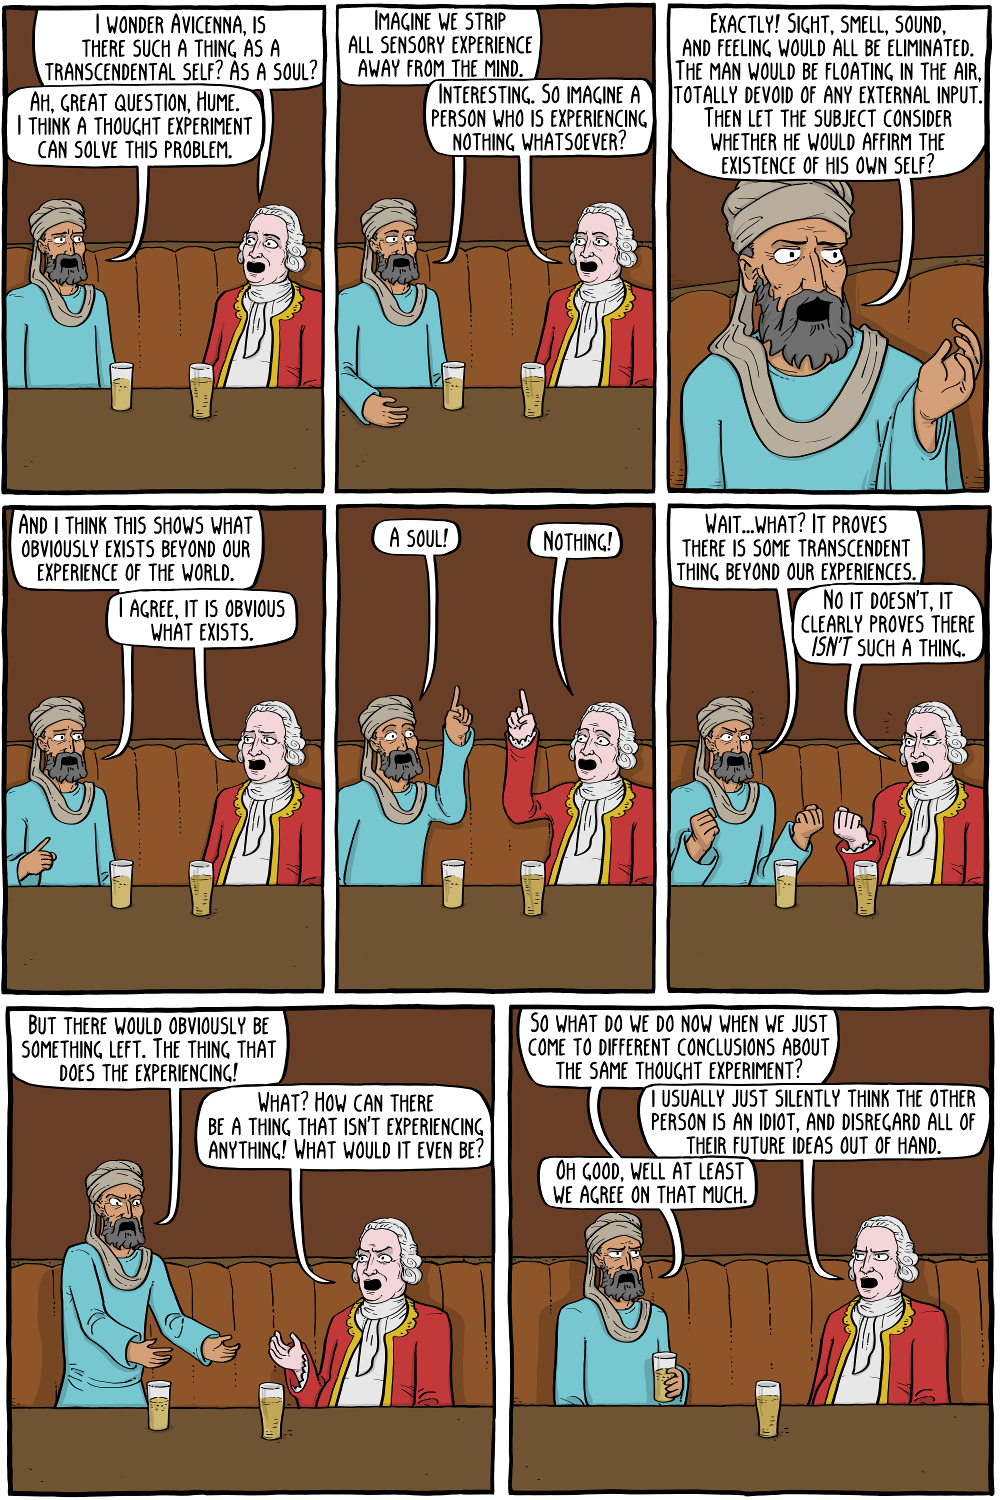 I wonder Avicenna, is
there such a thing as a
transcendental self? As a soul?
Ah, great question, Hume.
I think a thought experiment
can solve this problem.
Imagine we strip
all sensory experience
away from the mind.
Interesting. So imagine a
person who is experiencing
nothing whatsoever?
Exactly! Sight, smell, sound,
and feeling would all be eliminated.
The man would be floating in the air,
totally devoid of any external input.
Then let the subject consider
whether he would affirm the
existence of his own self?
And I think this shows what
obviously exists beyond our
experience of the world.
I agree, it is obvious
what exists.
A soul!
Nothing!
Wait...what? It proves
there is some transcendent
thing beyond our experiences.
No it doesn't, it
clearly proves there
isn't such a thing.
But there would obviously be
something left. The thing that
does the experiencing!
What? How can there
be a thing that isn't experiencing
anything! What would it even be?
So what do we do now when we just
come to different conclusions about
the same thought experiment?
I usually just silently think the other
person is an idiot, and disregard all of
their future ideas out of hand.
Oh good, well at least
we agree on that much.